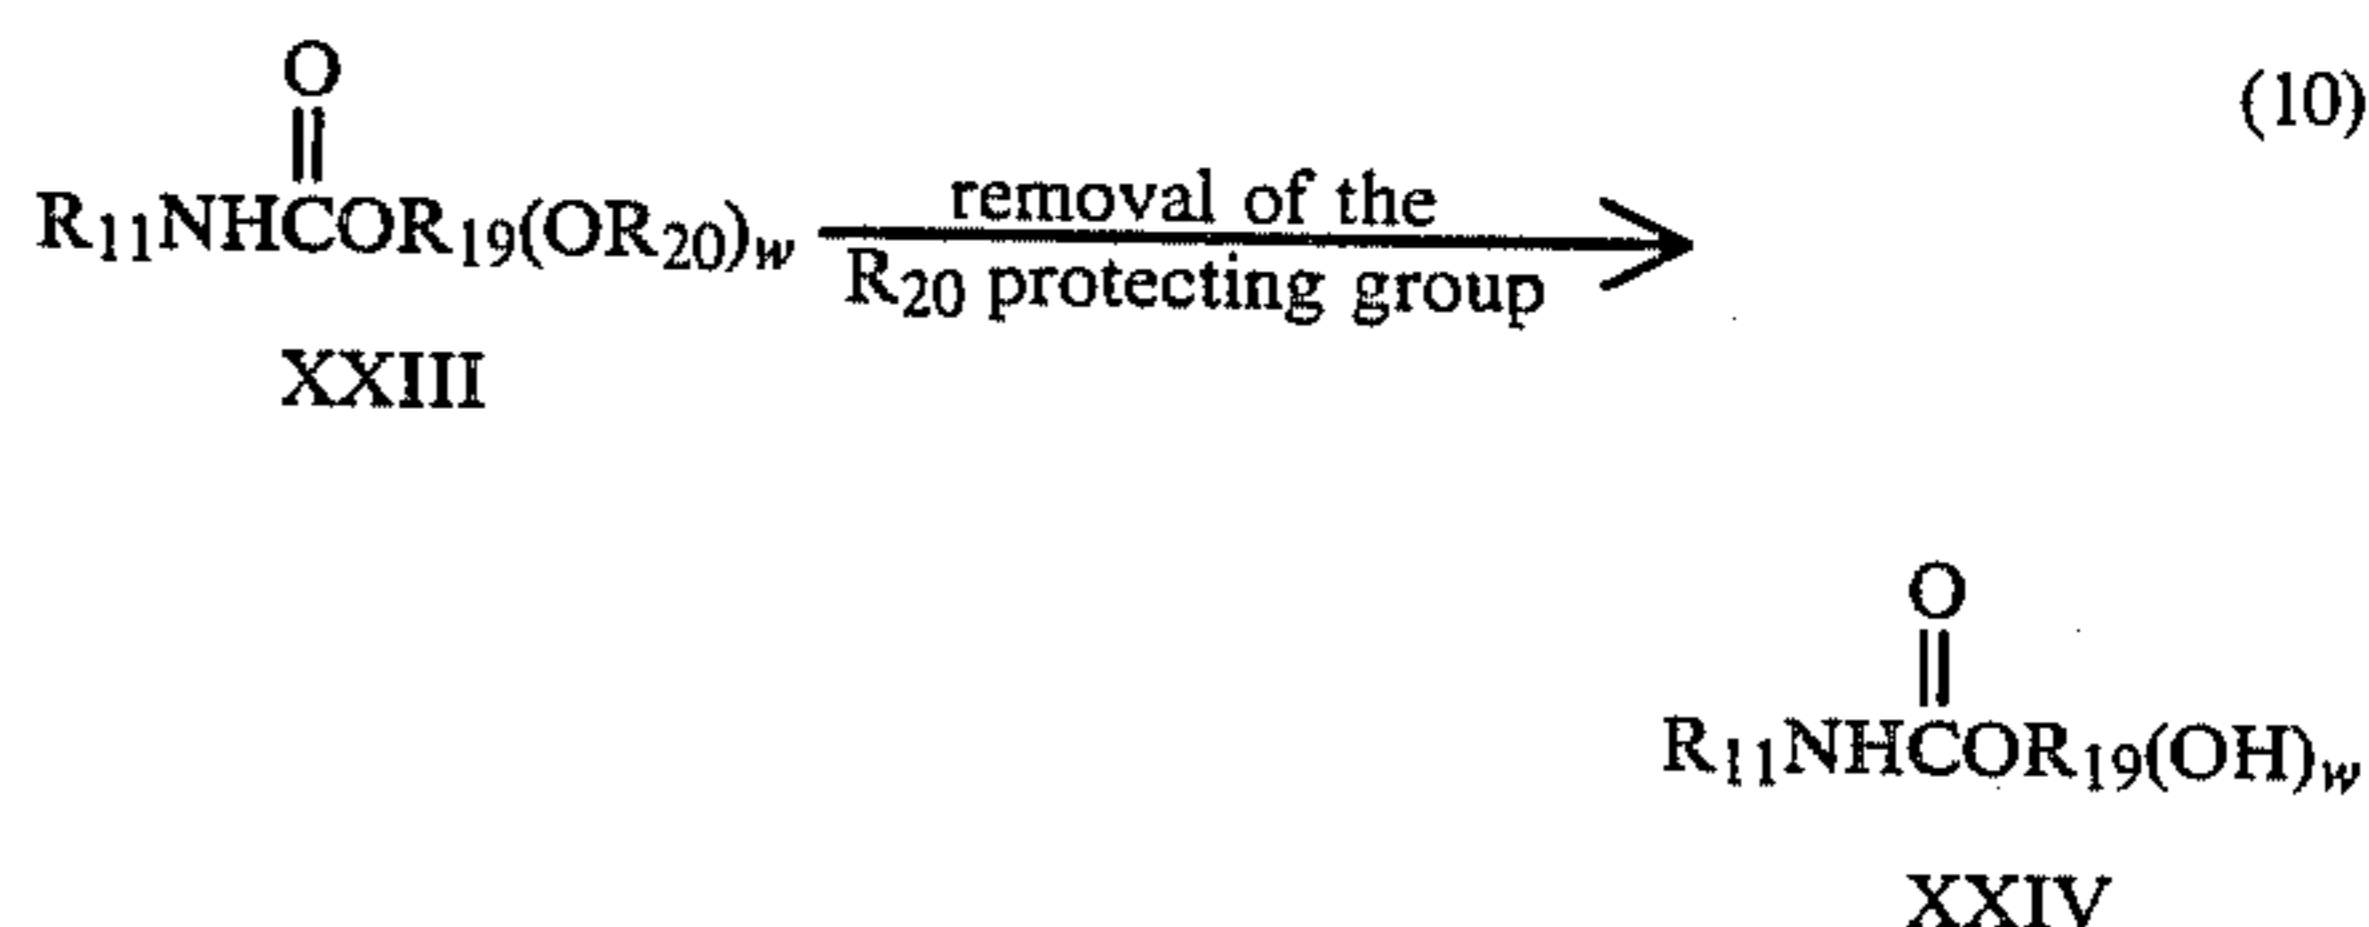 O
(10)
R11NHCOR19(OR20)w
removal of the
R20 protecting group
XXIII
O
R11NHCOR19(OH)w
XXIV